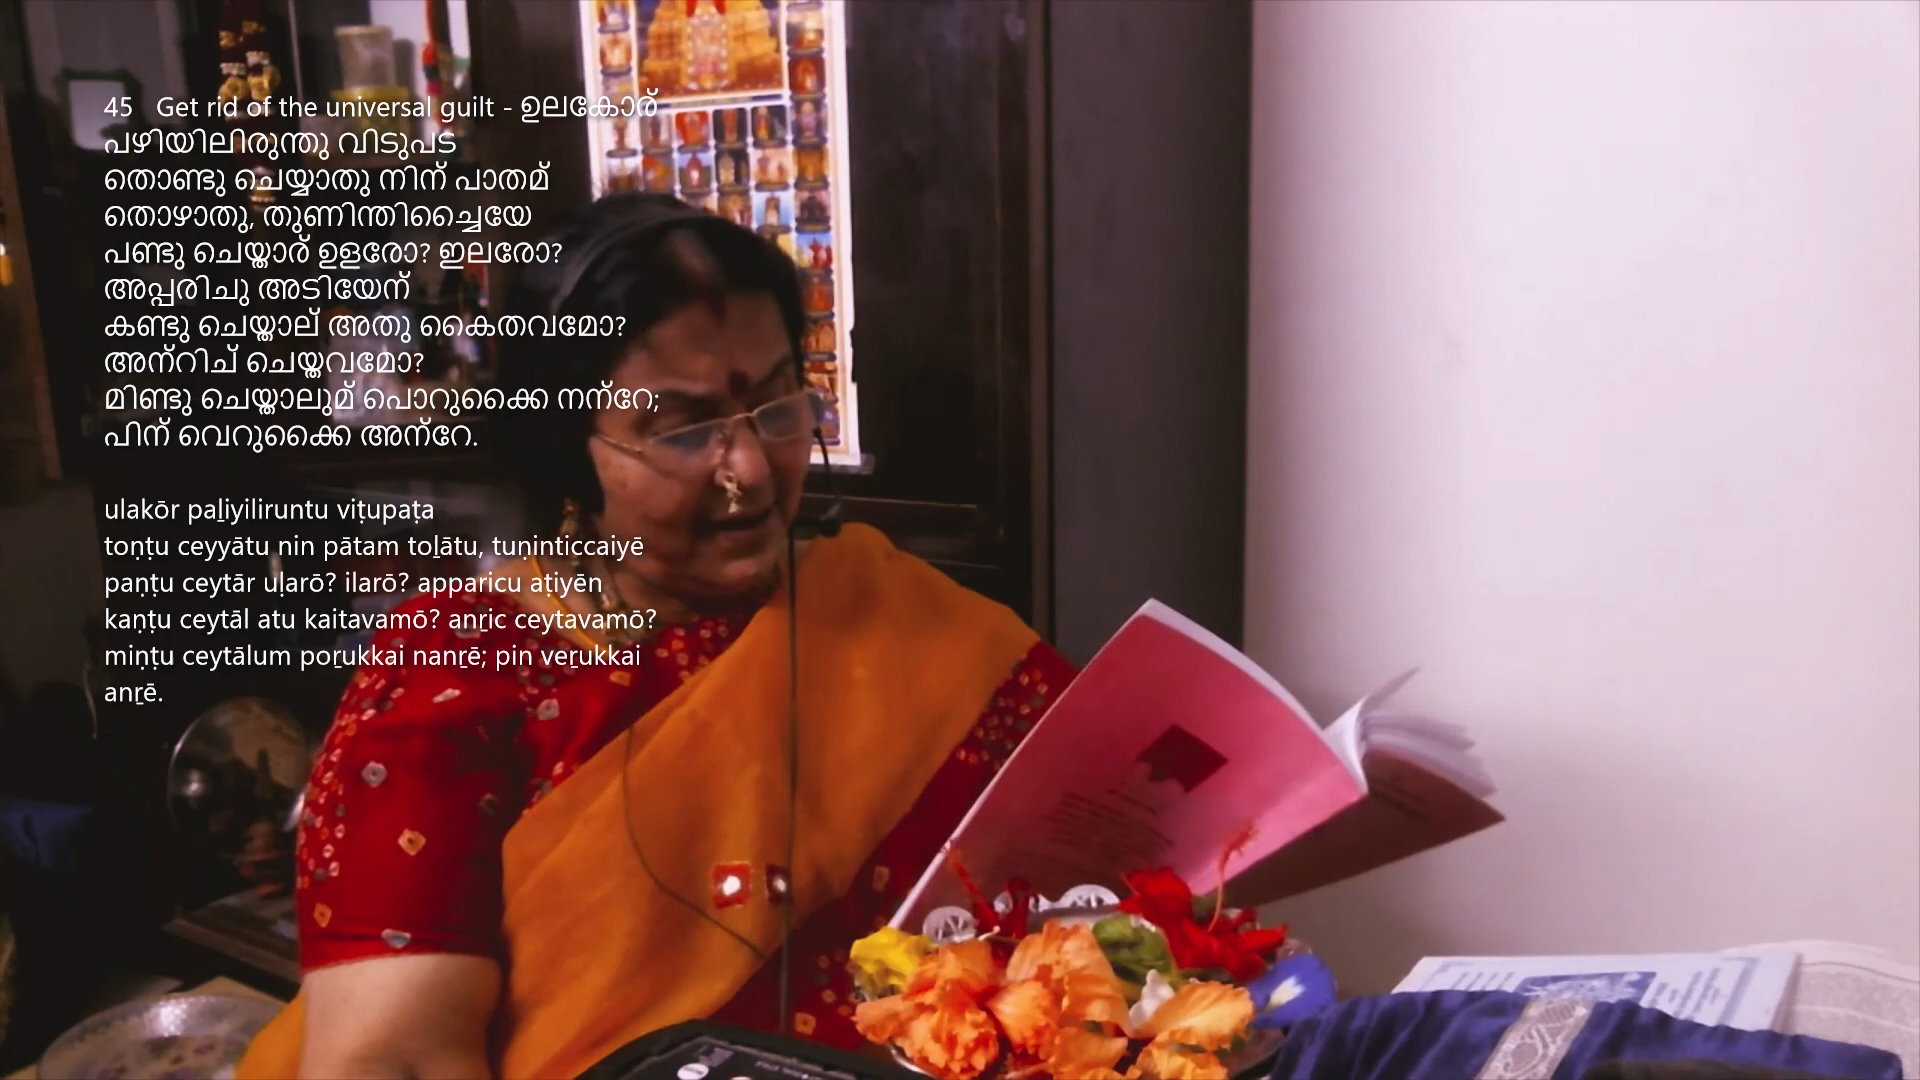 45   Get rid of the universal guilt - ഉലകോര്
പഴിയിലിരുന്തു വിടുപട
തൊണ്ടു ചെയ്യാതു നിന് പാതമ്
തൊഴാതു, തുണിന്തിച്ചൈയേ
പണ്ടു ചെയ്താര് ഉളരോ? ഇലരോ?
അപ്പരിചു അടിയേന്
കണ്ടു ചെയ്താല് അതു കൈതവമോ?
അന്റിച് ചെയ്തവമോ?
മിണ്ടു ചെയ്താലുമ് പൊറുക്കൈ നന്റേ;
പിന് വെറുക്കൈ അന്റേ.
ulakōr paḻiyiliruntu viṭupaṭa
toṇṭu ceyyātu nin pātam toḻātu, tuṇinticcaiyē
paṇṭu ceytār uḷarō? ilarō? apparicu aṭiyēn
kaṇṭu ceytāl atu kaitavamō? anṟic ceytavamō?
miṇṭu ceytālum poṟukkai nanṟē; pin veṟukkai
anṟē.